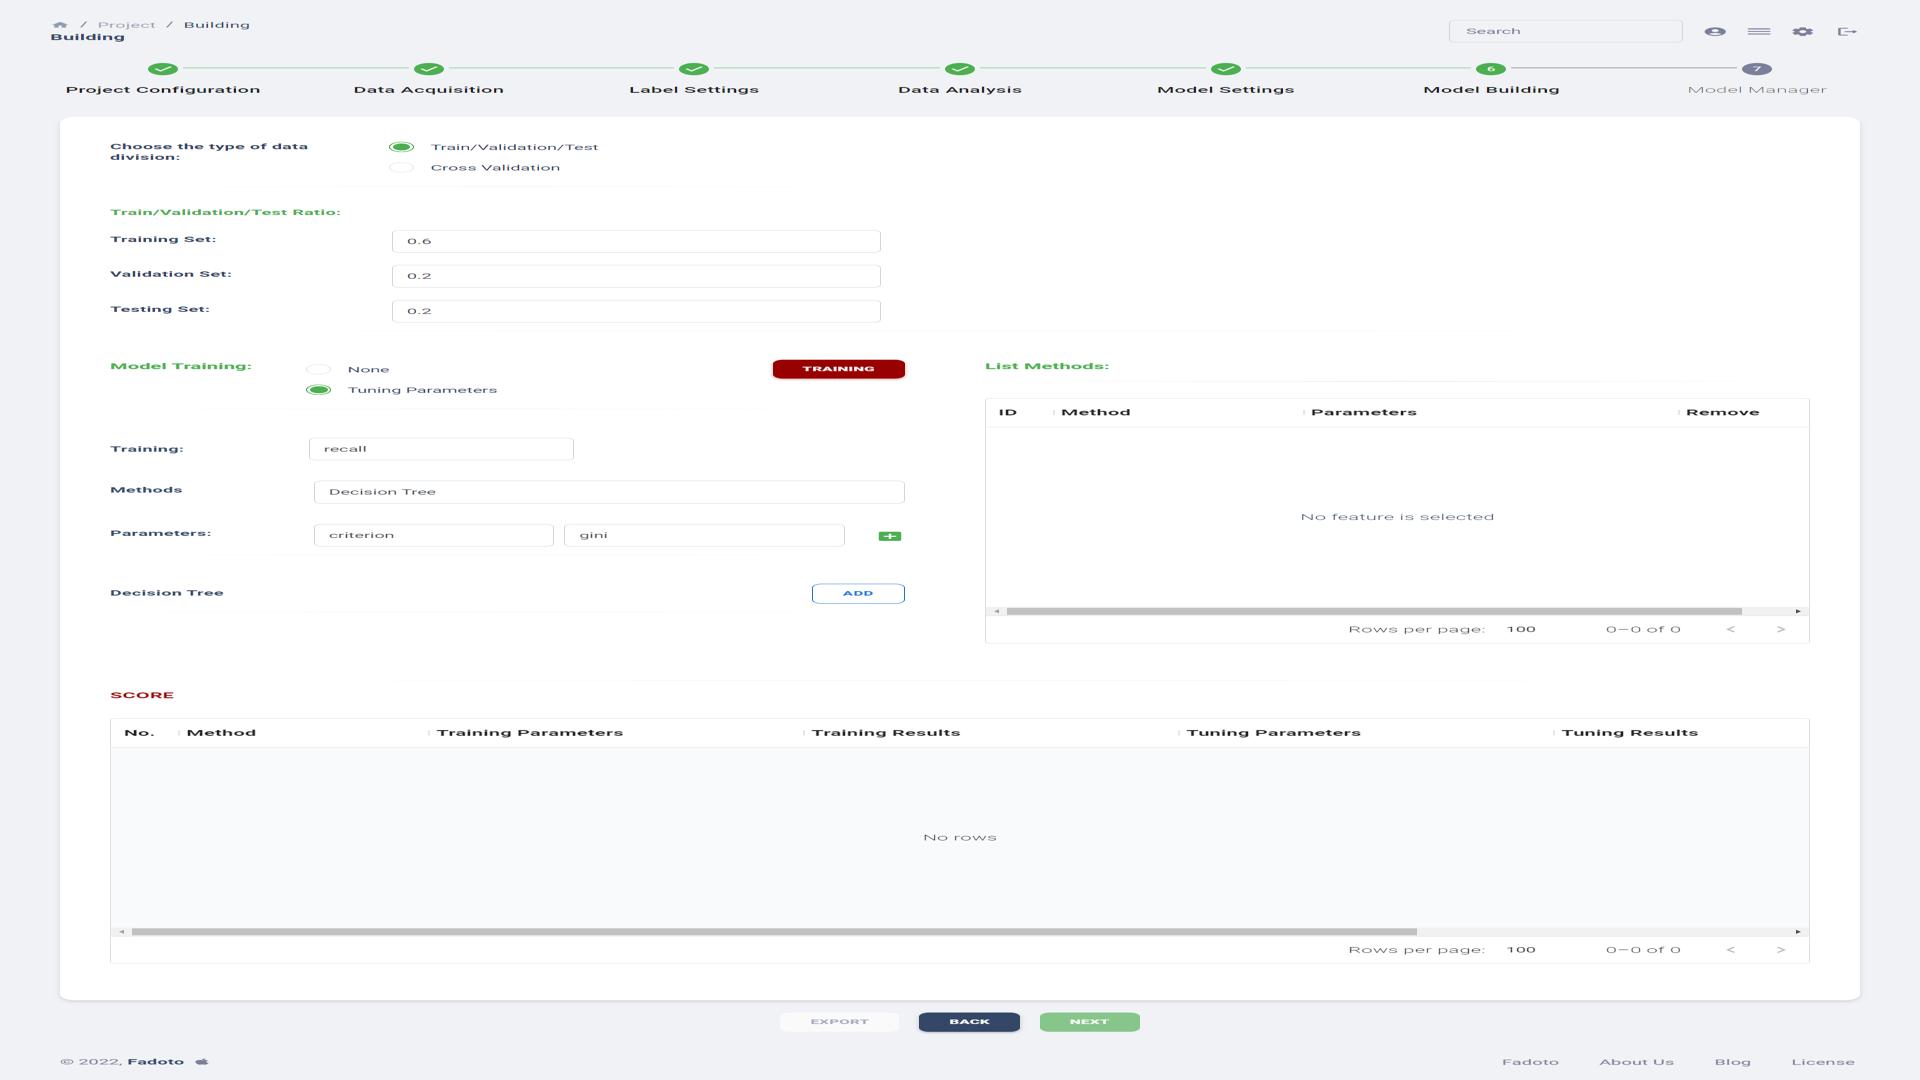 / Project / Building
Building
Search
6
7
Project Configuration
Data Acquisition
Label Settings
Data Analysis
Model Settings
Model Building
Model Manager
Choose the type of data
division:
Train/Validation/Test
Cross Validation
Train/Validation/Test Ratio:
Training Set:
0.6
Validation Set:
0.2
Testing Set:
0.2
Model Training:
None
Tuning Parameters
TRAINING
Training:
recall
Methods
Decision Tree
Parameters:
criterion
gini
Decision Tree
ADD
List Methods:
ID
Method
Parameters
Remove
No feature is selected
Rows per page: 100 0–0 of 0 < >
SCORE
No.
Method
Training Parameters
Training Results
Tuning Parameters
Tuning Results
No rows
Rows per page: 100 0–0 of 0 < >
EXPORT
BACK
NEXT
© 2022, Fadoto
Fadoto
About Us
Blog
License